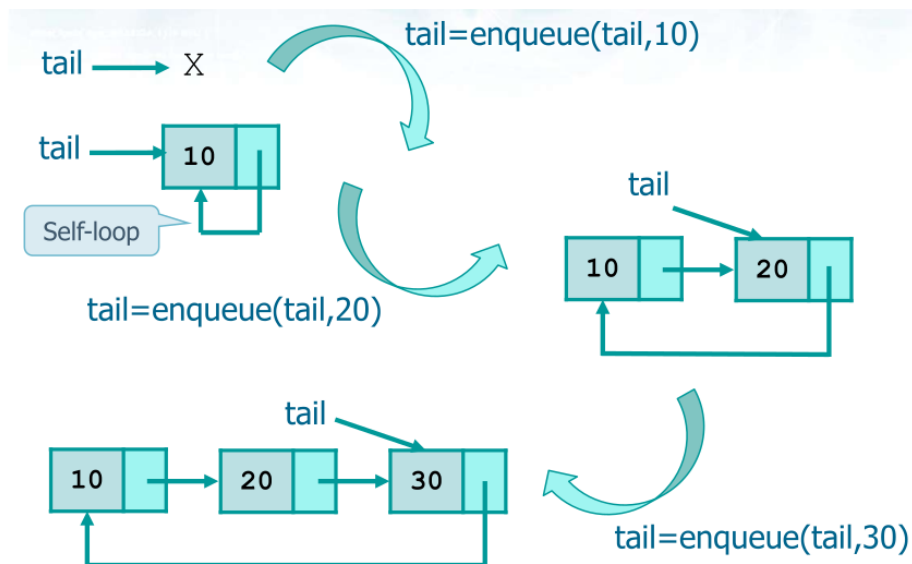 tail=enqueue(tail,10)
tail X
tail 10
Self-loop
tail
10 20
tail=enqueue(tail,20)
tail
10 20 30
tail=enqueue(tail,30)